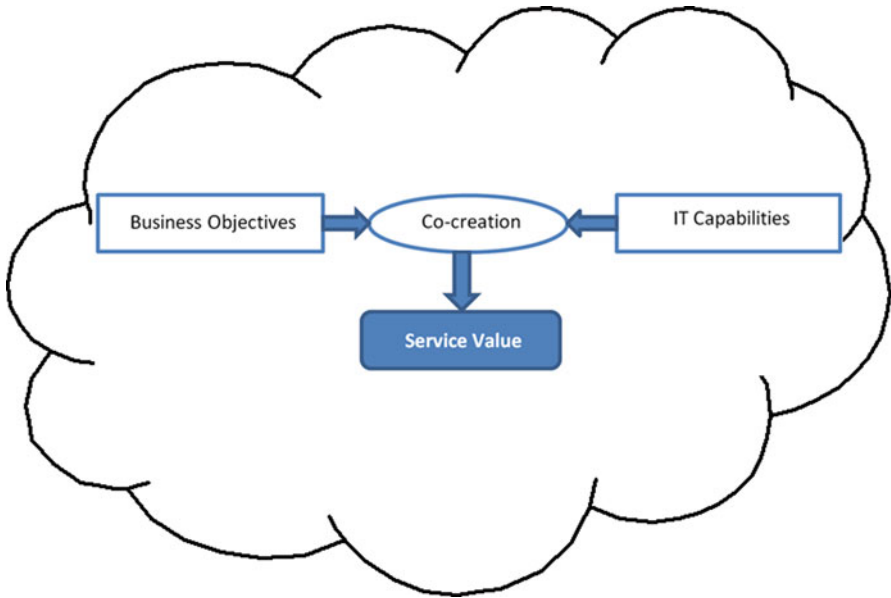 Business Objectives
Co-creation
IT Capabilities
Service Value